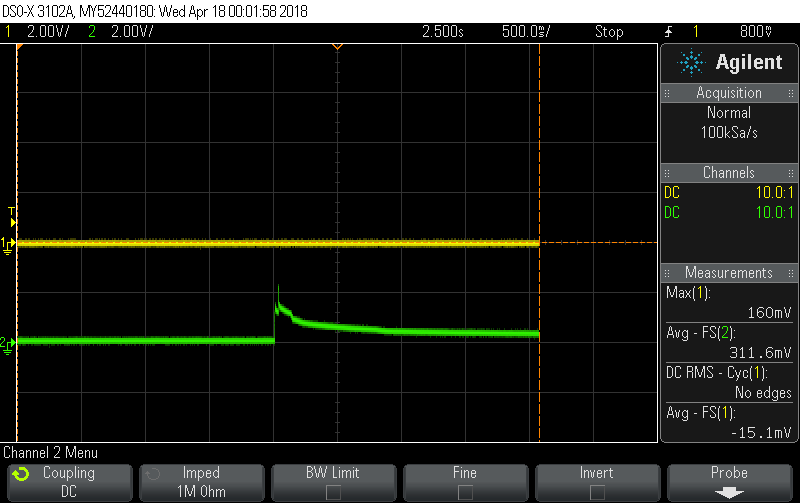 DSO-X 3102A, MY52440180: Wed Apr 18 00:01:58 2018
1 2.00V/ 2 2.00V/ 2.500s 500.0ms/ Stop 1 800mV
Agilent
Acquisition
Normal
100kSa/s
Channels
DC 10.0:1
DC 10.0:1
T
1
2
Measurements
Max(1):
160mV
Avg - FS(2):
311.6mV
DC RMS - Cyc(1):
No edges
Avg - FS(1):
-15.1mV
Channel 2 Menu
Coupling
DC
Imped
1M Ohm
BW Limit
Fine
Invert
Probe